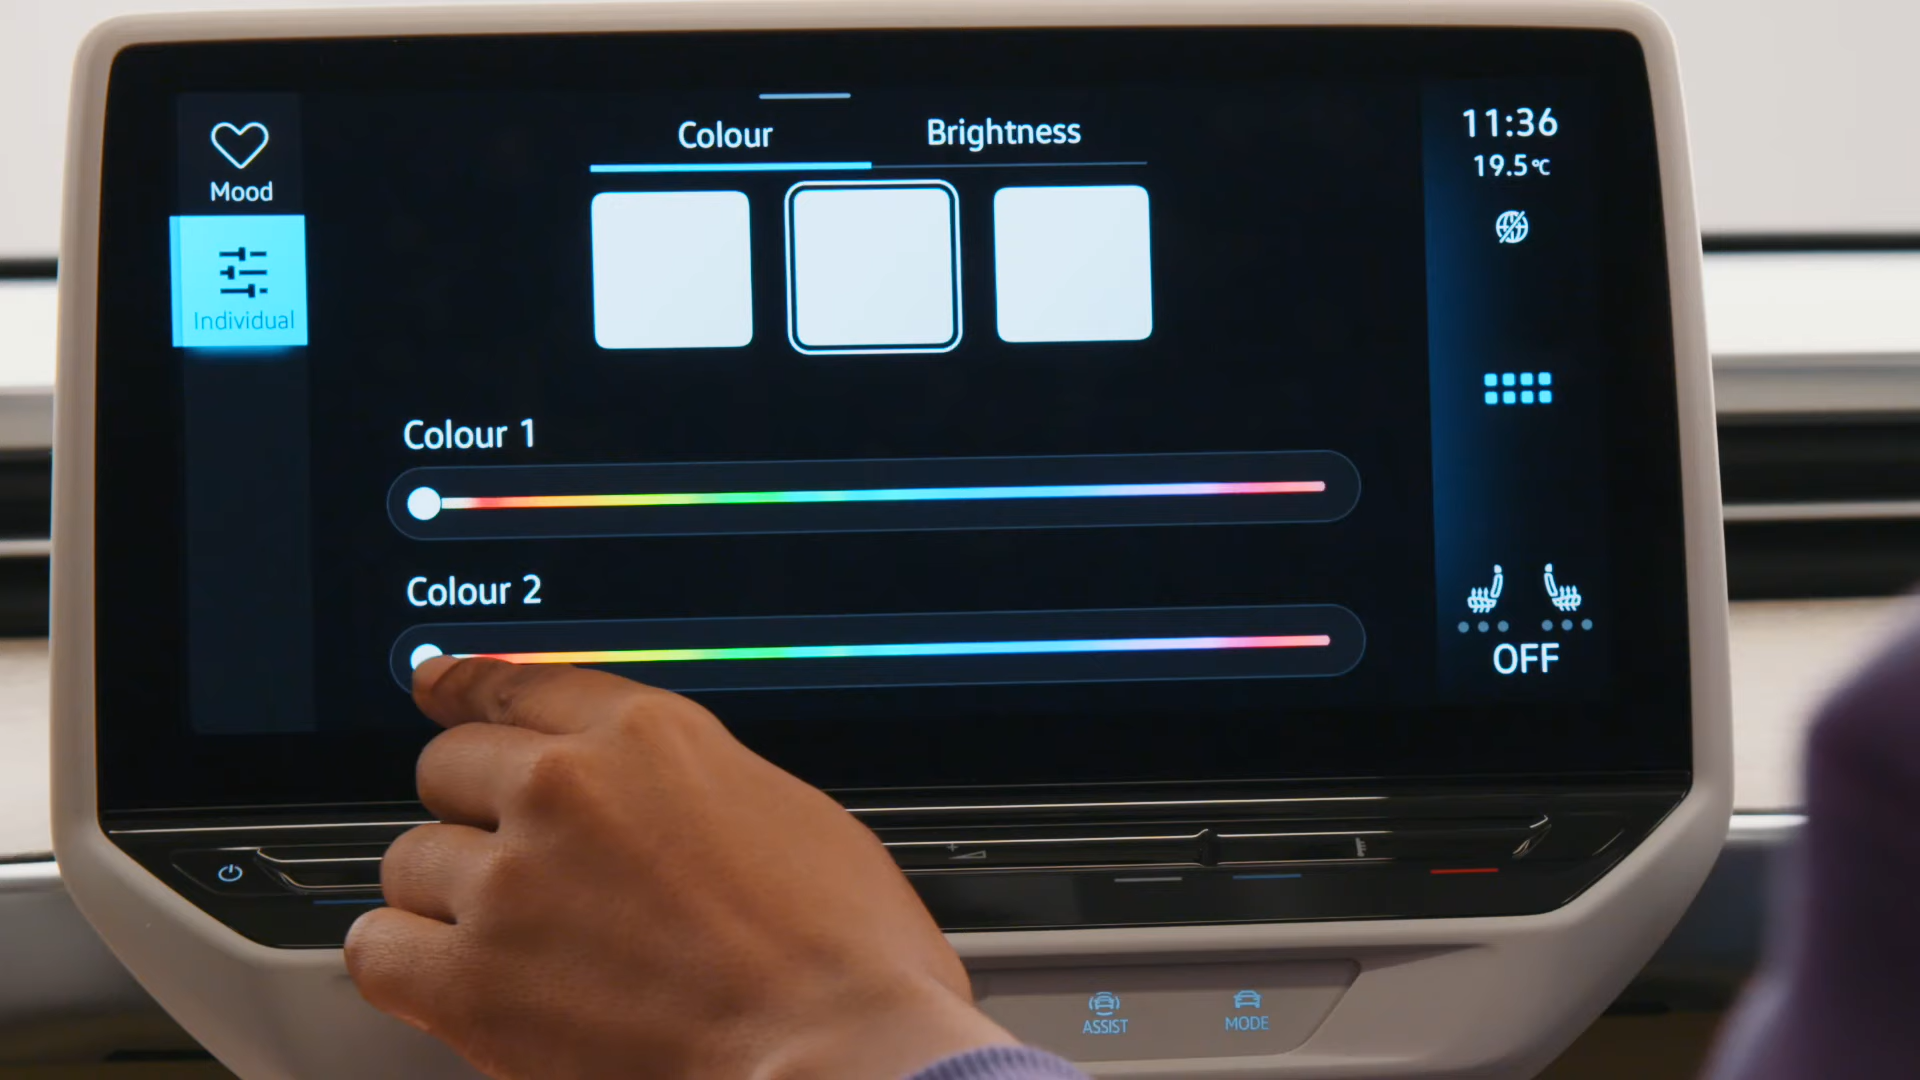 Mood
Individual
Colour
Brightness
Colour 1
Colour 2
11:36
19.5°C
OFF
ASSIST
MODE